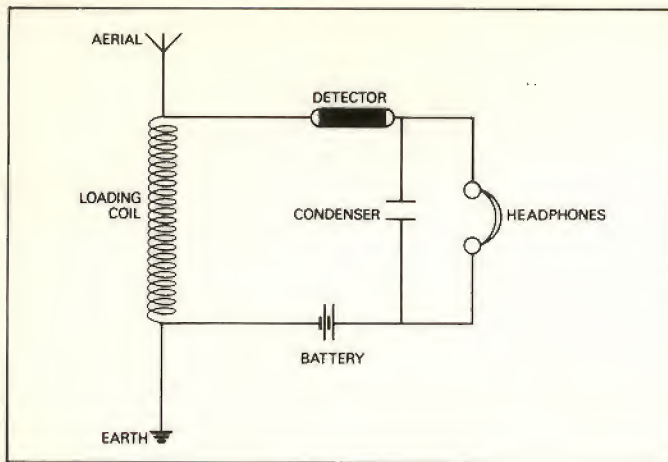 AERIAL
DETECTOR
LOADING
COIL
CONDENSER
HEADPHONES
BATTERY
EARTH